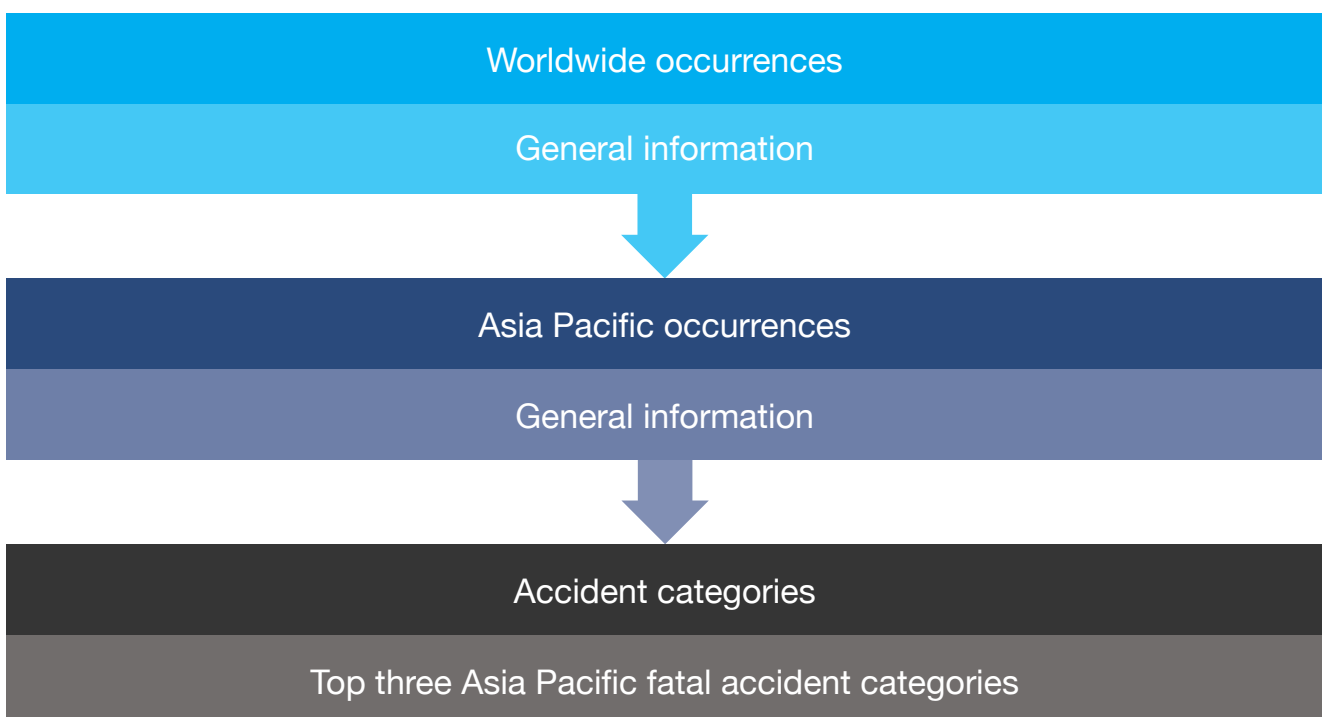 Worldwide occurrences
General information
Asia Pacific occurrences
General information
Accident categories
Top three Asia Pacific fatal accident categories